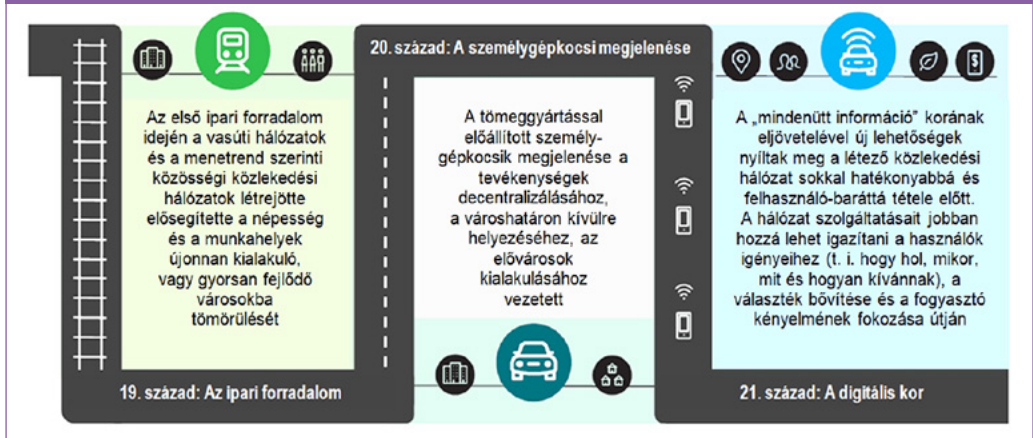 Az első ipari forradalom
idején a vasúti hálózatok
és a menetrend szerinti
közösségi közlekedési
hálózatok létrejötte
elősegítette a népesség
és a munkahelyek
újonnan kialakuló,
vagy gyorsan fejlődő
városokba
tömörülését
19. század: Az ipari forradalom
20. század: A személygépkocsi megjelenése
A tömeggyártással
előállított személy-
gépkocsik megjelenése a
tevékenységek
decentralizálásához,
a városhatáron kívülre
helyezéséhez, az
elővárosok
kialakulásához
vezetett
A „mindenütt információ” korának
eljövetelével új lehetőségek
nyíltak meg a létező közlekedési
hálózat sokkal hatékonyabbá és
felhasználó-baráttá tétele előtt.
A hálózat szolgáltatásait jobban
hozzá lehet igazítani a használók
igényeihez (t. i. hogy hol, mikor,
mit és hogyan kívánnak), a
választék bővítése és a fogyasztó
kényelmének fokozása útján
$
21. század: A digitális kor